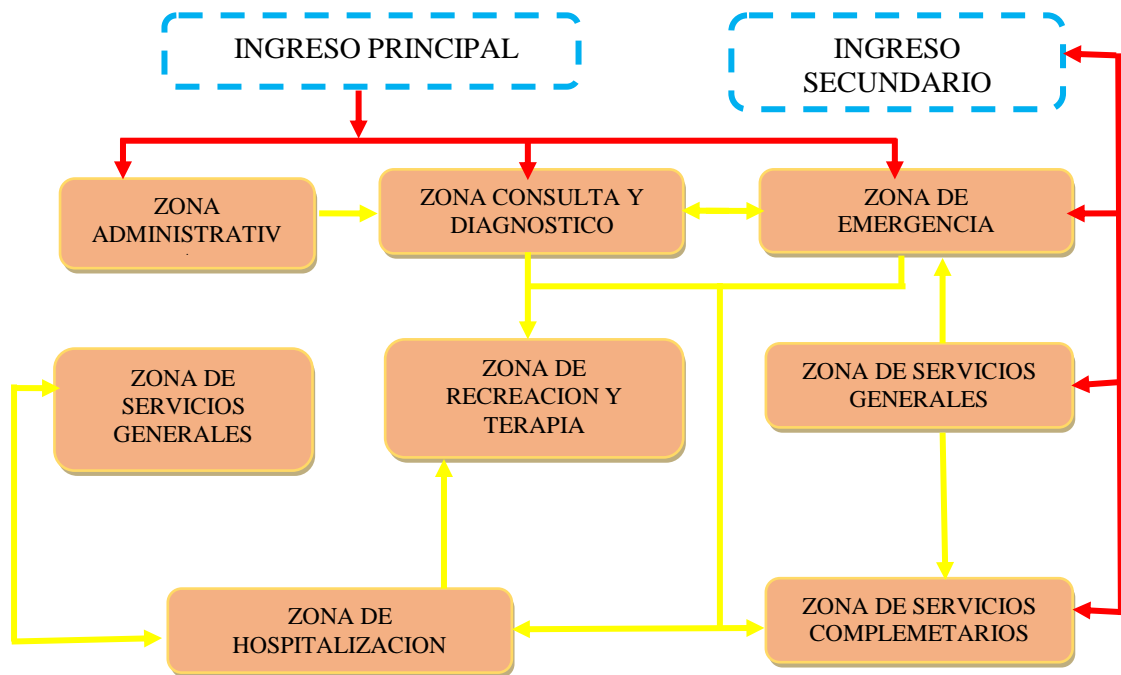 INGRESO PRINCIPAL
INGRESO
SECUNDARIO
ZONA
ADMINISTRATIV
ZONA CONSULTA Y
DIAGNOSTICO
ZONA DE
EMERGENCIA
ZONA DE
SERVICIOS
GENERALES
ZONA DE
RECREACION Y
TERAPIA
ZONA DE SERVICIOS
GENERALES
ZONA DE
HOSPITALIZACION
ZONA DE SERVICIOS
COMPLEMETARIOS